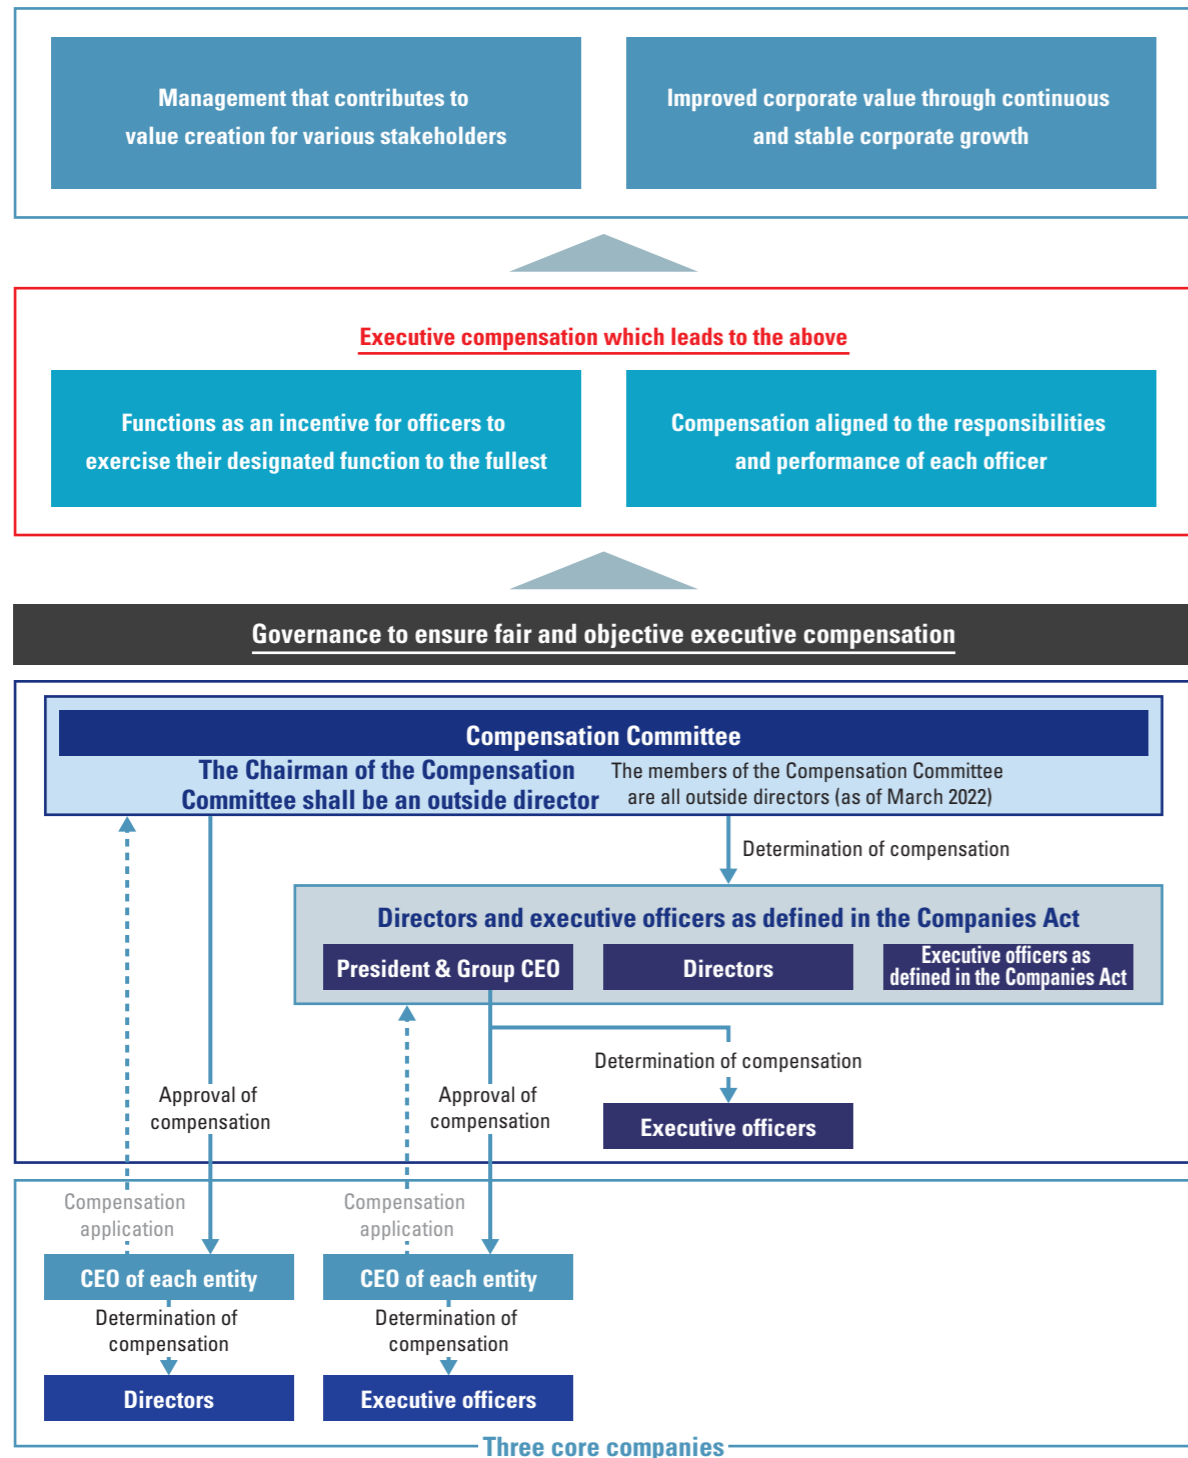 Management that contributes to
value creation for various stakeholders
Improved corporate value through continuous
and stable corporate growth
Executive compensation which leads to the above
Functions as an incentive for officers to
exercise their designated function to the fullest
Compensation aligned to the responsibilities
and performance of each officer
Governance to ensure fair and objective executive compensation
Compensation Committee
The Chairman of the Compensation
Committee shall be an outside director
The members of the Compensation Committee
are all outside directors (as of March 2022)
Determination of compensation
Directors and executive officers as defined in the Companies Act
President & Group CEO
Directors
Executive officers as
defined in the Companies Act
Determination of compensation
Approval of
compensation
Approval of
compensation
Executive officers
Compensation
application
Compensation
application
CEO of each entity
CEO of each entity
Determination of
compensation
Determination of
compensation
Directors
Executive officers
Three core companies